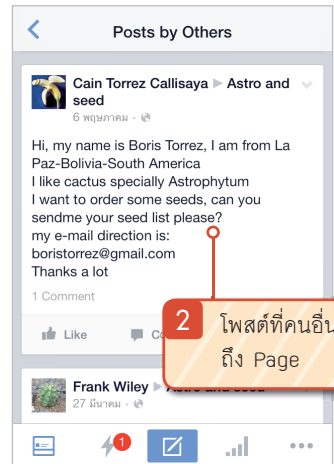 Posts by Others
Cain Torrez Callisaya ▶ Astro and
seed
6 พฤษภาคม ·
Hi, my name is Boris Torrez, I am from La
Paz-Bolivia-South America
I like cactus specially Astrophytum
I want to order some seeds, can you
sendme your seed list please?
my e-mail direction is:
boristorrez@gmail.com
Thanks a lot
1 Comment
Like
2 โพสต์ที่คนอื่น
ถึง Page
Frank Wiley ▶ Astro and seed
27 มีนาคม ·
1